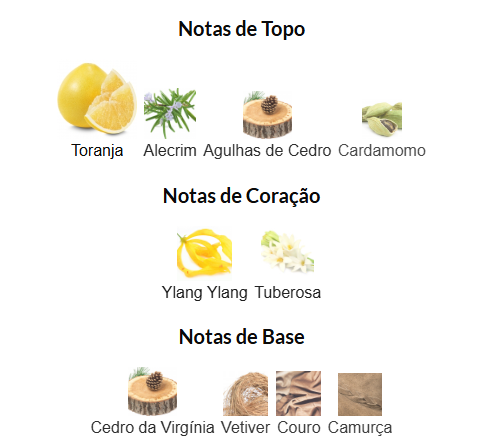 Notas de Topo
Toranja Alecrim Agulhas de Cedro Cardamomo
Notas de Coração
Ylang Ylang Tuberosa
Notas de Base
Cedro da Virgínia Vetiver Couro Camurça